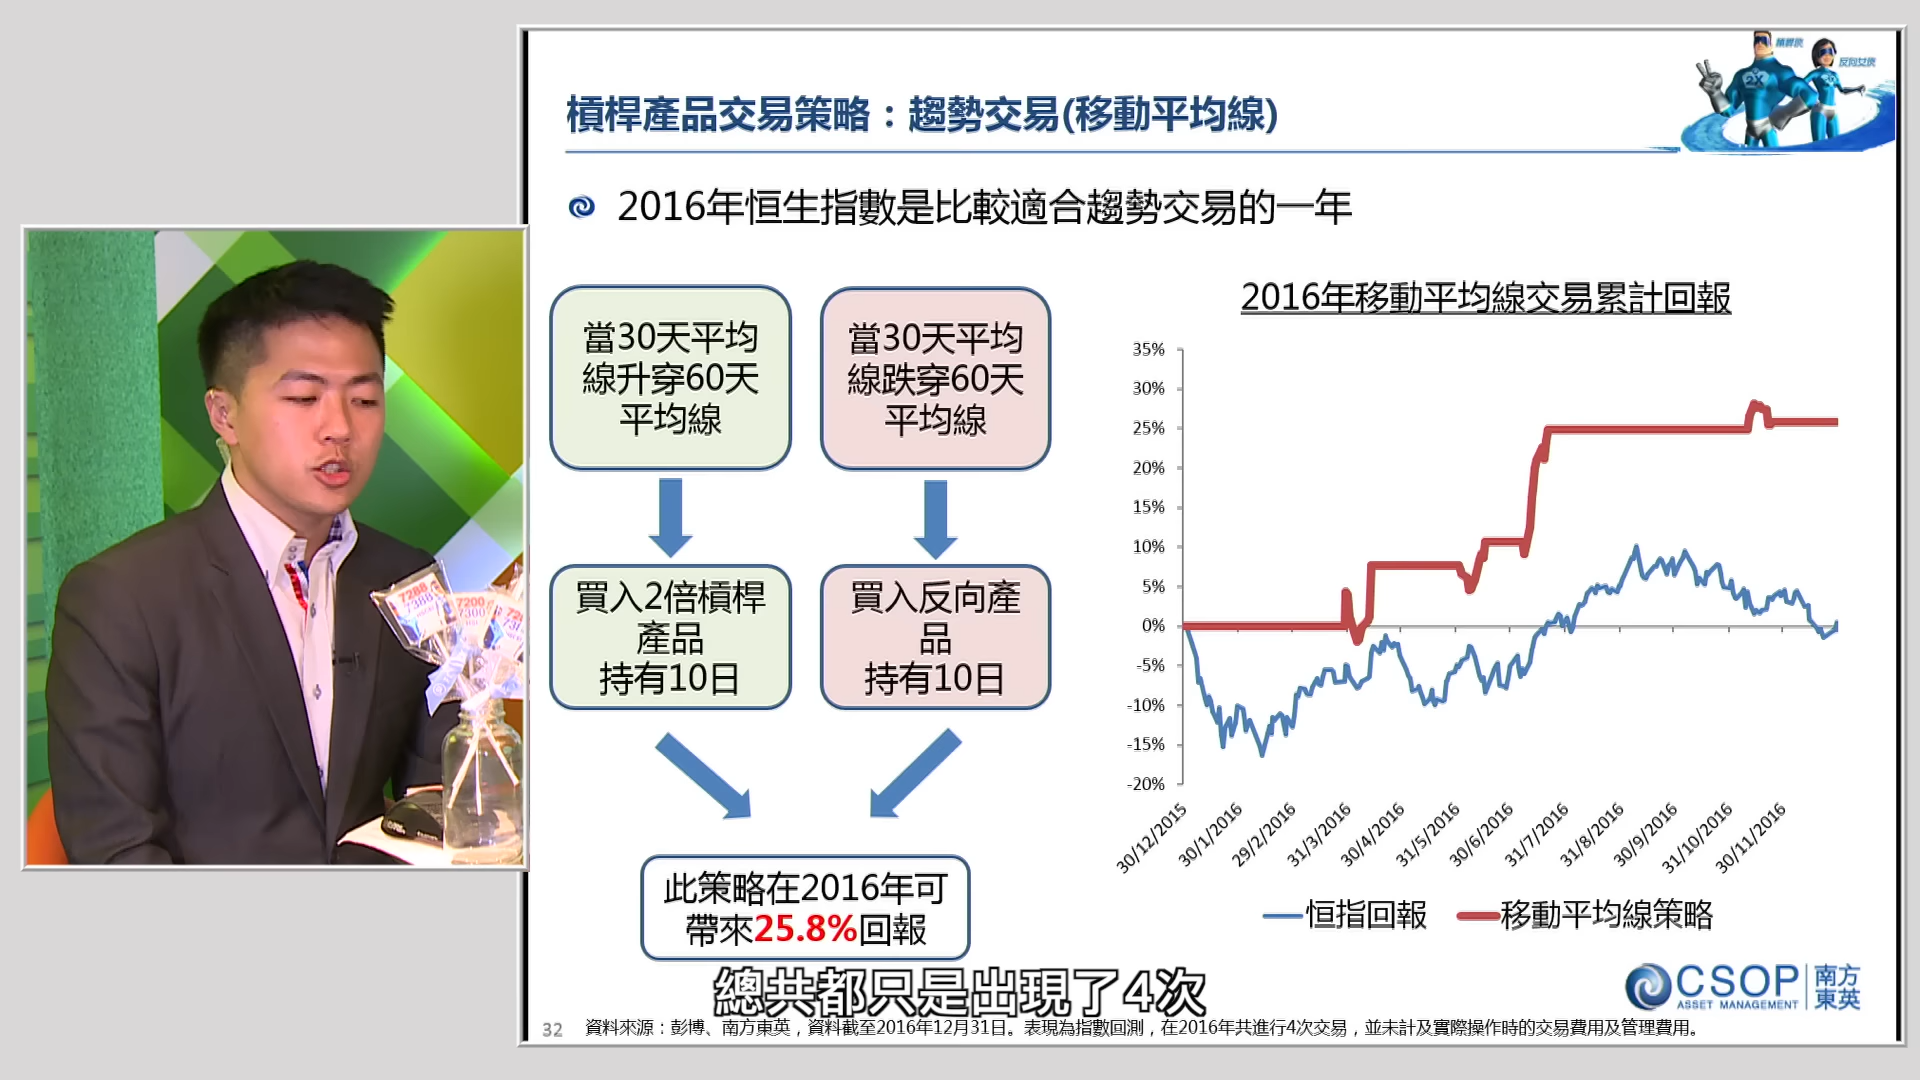 槓桿俠
反向女俠
2X
槓桿產品交易策略：趨勢交易(移動平均線)
2016年恒生指數是比較適合趨勢交易的一年
當30天平均
線升穿60天
平均線
當30天平均
線跌穿60天
平均線
買入2倍槓桿
產品
持有10日
買入反向產
品
持有10日
此策略在2016年可
帶來25.8%回報
2016年移動平均線交易累計回報
35%
30%
25%
20%
15%
10%
5%
0%
-5%
-10%
-15%
-20%
30/12/2015
30/1/2016
29/2/2016
31/3/2016
30/4/2016
31/5/2016
30/6/2016
31/7/2016
31/8/2016
30/9/2016
31/10/2016
30/11/2016
恒指回報
移動平均線策略
7288
7388
7200
7300
CSOP
ASSET MANAGEMENT
南方
東英
總共都只是出現了4次
32
資料來源：彭博、南方東英，資料截至2016年12月31日。表現為指數回測，在2016年共進行4次交易，並未計及實際操作時的交易費用及管理費用。